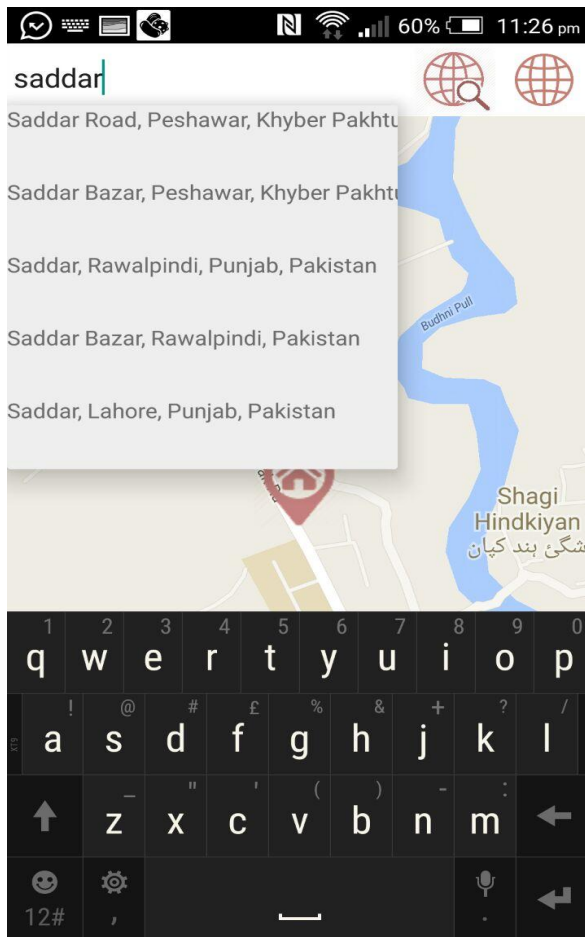 60% 11:26 pm
saddar
Saddar Road, Peshawar, Khyber Pakhtu
Saddar Bazar, Peshawar, Khyber Pakhtu
Saddar, Rawalpindi, Punjab, Pakistan
Saddar Bazar, Rawalpindi, Pakistan
Saddar, Lahore, Punjab, Pakistan
Budhni Pull
Shagi
Hindkiyan
شگئ ہند کپان
1 2 3 4 5 6 7 8 9 0
q w e r t y u i o p
! @ # £ % & + ? /
a s d f g h j k l
_ " ' ( ) - :
z x c v b n m
12# , .